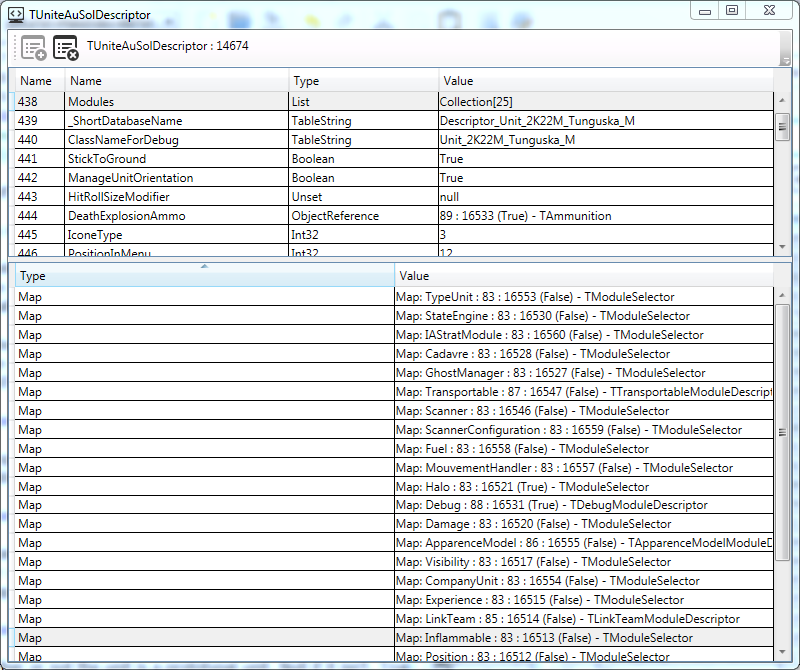 TUniteAuSolDescriptor
TUniteAuSolDescriptor : 14674
Name Name Type Value
438 Modules List Collection[25]
439 _ShortDatabaseName TableString Descriptor_Unit_2K22M_Tunguska_M
440 ClassNameForDebug TableString Unit_2K22M_Tunguska_M
441 StickToGround Boolean True
442 ManageUnitOrientation Boolean True
443 HitRollSizeModifier Unset null
444 DeathExplosionAmmo ObjectReference 89 : 16533 (True) - TAmmunition
445 IconeType Int32 3
446 PositionInMenu Int32 12
Type Value
Map Map: TypeUnit : 83 : 16553 (False) - TModuleSelector
Map Map: StateEngine : 83 : 16530 (False) - TModuleSelector
Map Map: IAStratModule : 83 : 16560 (False) - TModuleSelector
Map Map: Cadavre : 83 : 16528 (False) - TModuleSelector
Map Map: GhostManager : 83 : 16527 (False) - TModuleSelector
Map Map: Transportable : 87 : 16547 (False) - TTransportableModuleDescript
Map Map: Scanner : 83 : 16546 (False) - TModuleSelector
Map Map: ScannerConfiguration : 83 : 16559 (False) - TModuleSelector
Map Map: Fuel : 83 : 16558 (False) - TModuleSelector
Map Map: MouvementHandler : 83 : 16557 (False) - TModuleSelector
Map Map: Halo : 83 : 16521 (True) - TModuleSelector
Map Map: Debug : 88 : 16531 (True) - TDebugModuleDescriptor
Map Map: Damage : 83 : 16520 (False) - TModuleSelector
Map Map: ApparenceModel : 86 : 16555 (False) - TApparenceModelModuleD
Map Map: Visibility : 83 : 16517 (False) - TModuleSelector
Map Map: CompanyUnit : 83 : 16554 (False) - TModuleSelector
Map Map: Experience : 83 : 16515 (False) - TModuleSelector
Map Map: LinkTeam : 85 : 16514 (False) - TLinkTeamModuleDescriptor
Map Map: Inflammable : 83 : 16513 (False) - TModuleSelector
Map Map: Position : 83 : 16512 (False) - TModuleSelector